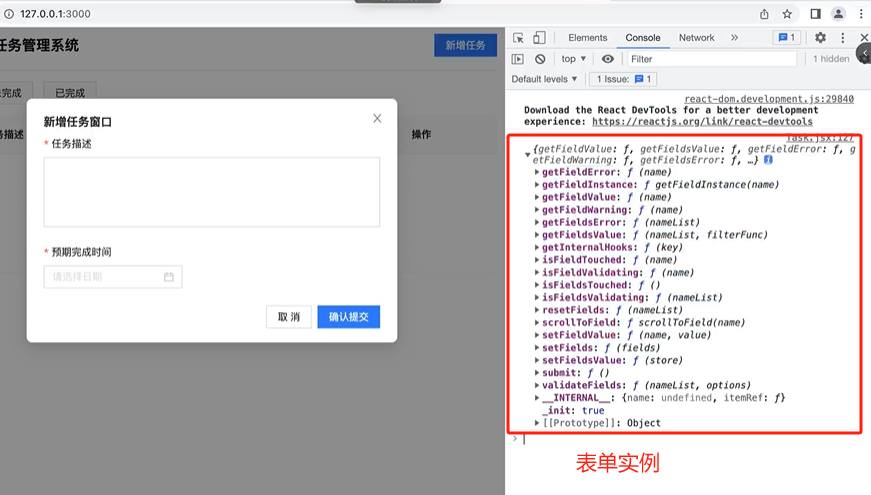 127.0.0.1:3000
任务管理系统
新增任务
未完成
已完成
务描述
操作
新增任务窗口
* 任务描述
* 预期完成时间
请选择日期
取 消
确认提交
Elements
Console
Network
1
top
Filter
1 hidden
Default levels
1 Issue:
1
react-dom.development.js:29840
Download the React DevTools for a better development
experience: https://reactjs.org/link/react-devtools
Task.jsx:127
{getFieldValue: ƒ, getFieldsValue: ƒ, getFieldError: ƒ, g
etFieldWarning: ƒ, getFieldsError: ƒ, …}
getFieldError: ƒ (name)
getFieldInstance: ƒ getFieldInstance(name)
getFieldValue: ƒ (name)
getFieldWarning: ƒ (name)
getFieldsError: ƒ (nameList)
getFieldsValue: ƒ (nameList, filterFunc)
getInternalHooks: ƒ (key)
isFieldTouched: ƒ (name)
isFieldValidating: ƒ (name)
isFieldsTouched: ƒ ()
isFieldsValidating: ƒ (nameList)
resetFields: ƒ (nameList)
scrollToField: ƒ scrollToField(name)
setFieldValue: ƒ (name, value)
setFields: ƒ (fields)
setFieldsValue: ƒ (store)
submit: ƒ ()
validateFields: ƒ (nameList, options)
__INTERNAL__: {name: undefined, itemRef: ƒ}
_init: true
[[Prototype]]: Object
表单实例